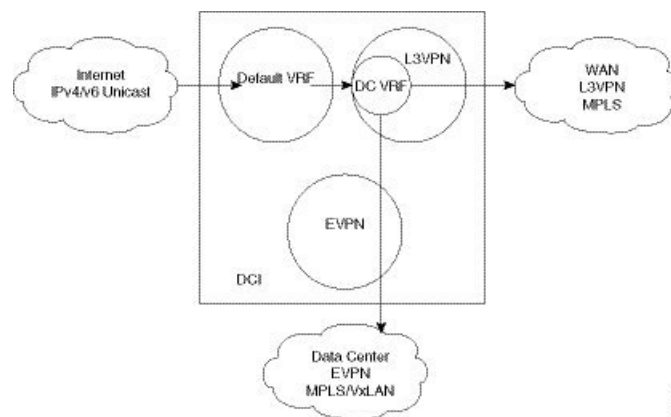 Internet
IPv4/v6 Unicast
Default VRF
L3VPN
DC VRF
WAN
L3VPN
MPLS
EVPN
DCI
Data Center
EVPN
MPLS/VxLAN